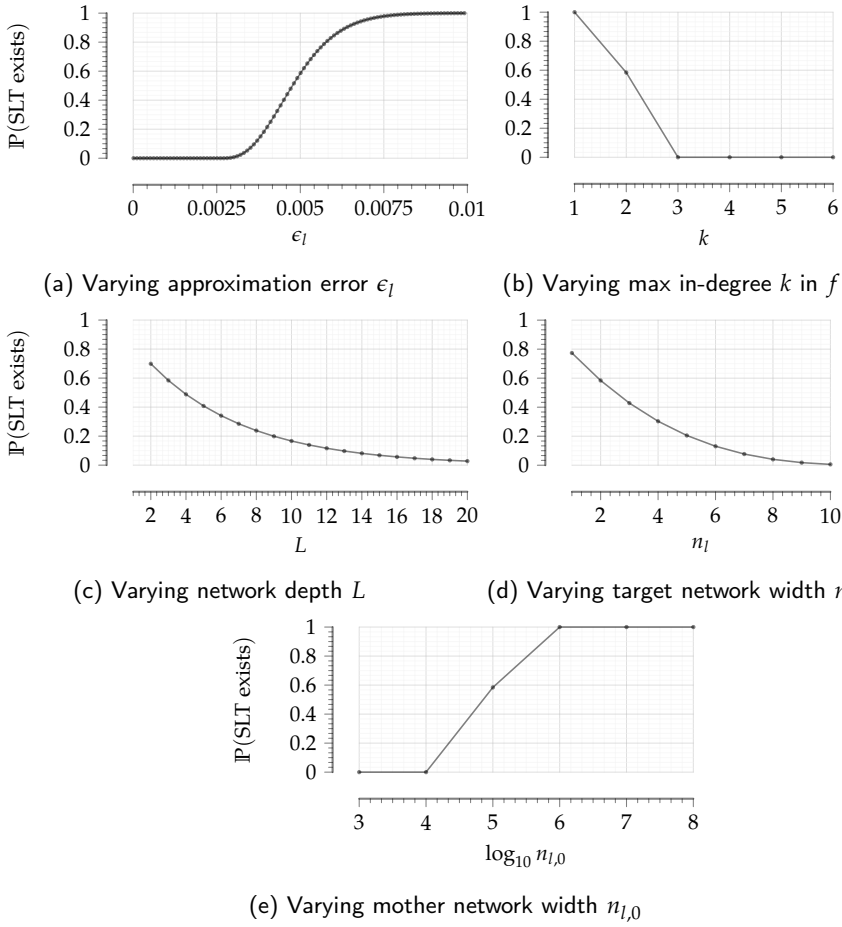 ℙ(SLT exists)
1
0.8
0.6
0.4
0.2
0
0 0.0025 0.005 0.0075 0.01
ϵ_l
(a) Varying approximation error ϵ_l
1
0.8
0.6
0.4
0.2
0
1 2 3 4 5 6
k
(b) Varying max in-degree k in f
ℙ(SLT exists)
1
0.8
0.6
0.4
0.2
0
2 4 6 8 10 12 14 16 18 20
L
(c) Varying network depth L
1
0.8
0.6
0.4
0.2
0
2 4 6 8 10
n_l
(d) Varying target network width
ℙ(SLT exists)
1
0.8
0.6
0.4
0.2
0
3 4 5 6 7 8
log₁₀ n_{l,0}
(e) Varying mother network width n_{l,0}